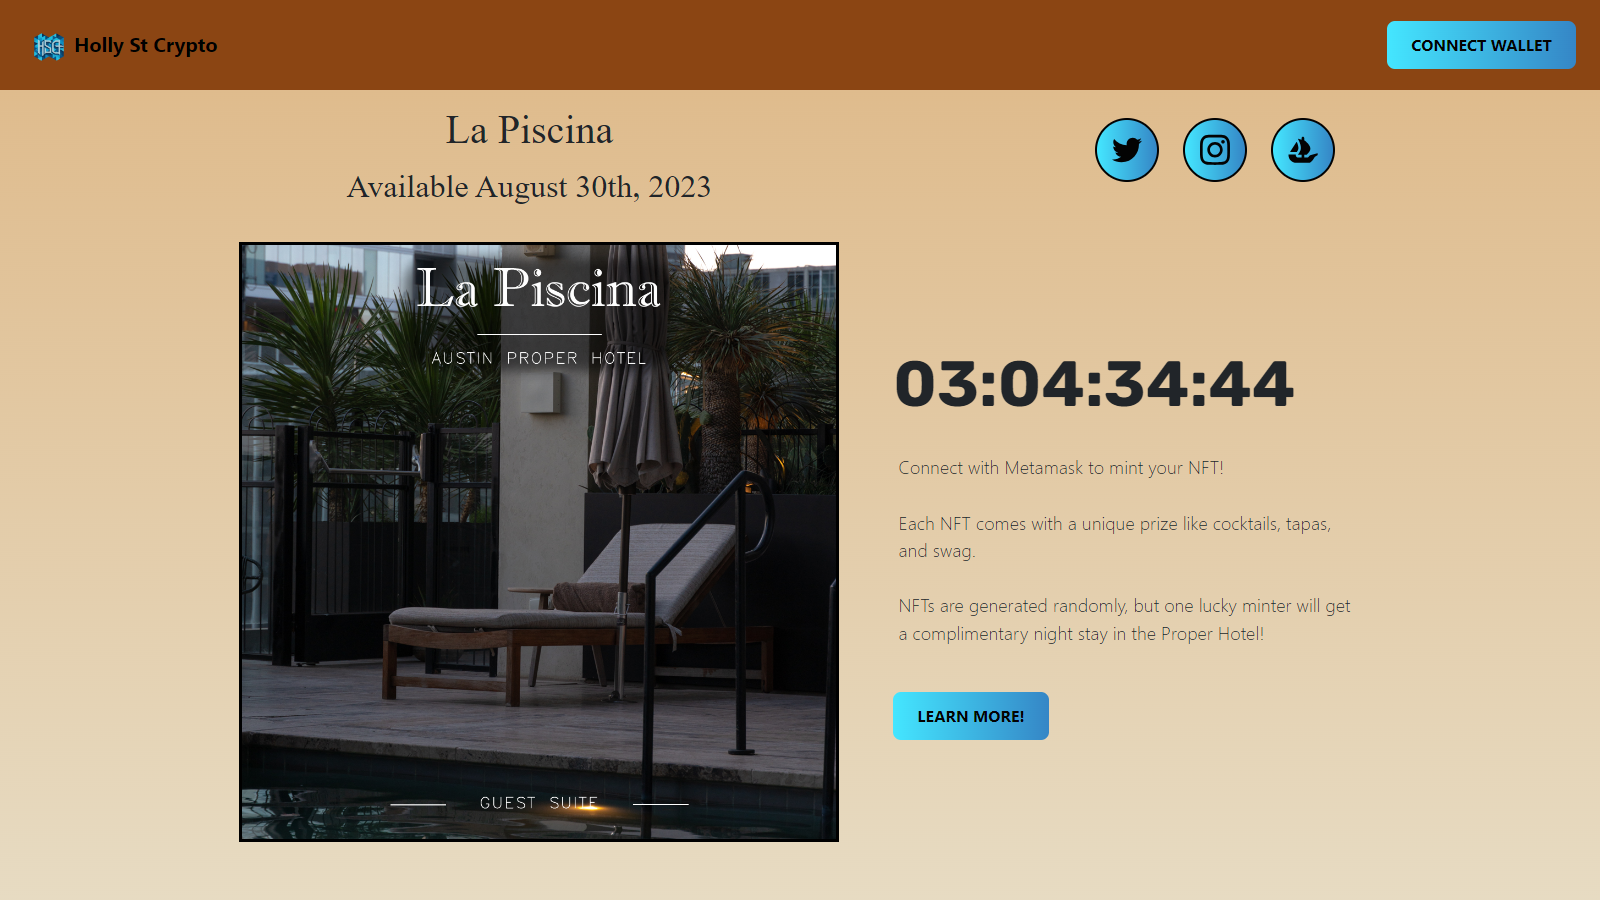 HSC Holly St Crypto
CONNECT WALLET
La Piscina
Available August 30th, 2023
La Piscina
AUSTIN PROPER HOTEL
GUEST SUITE
03:04:34:44
Connect with Metamask to mint your NFT!
Each NFT comes with a unique prize like cocktails, tapas,
and swag.
NFTs are generated randomly, but one lucky minter will get
a complimentary night stay in the Proper Hotel!
LEARN MORE!